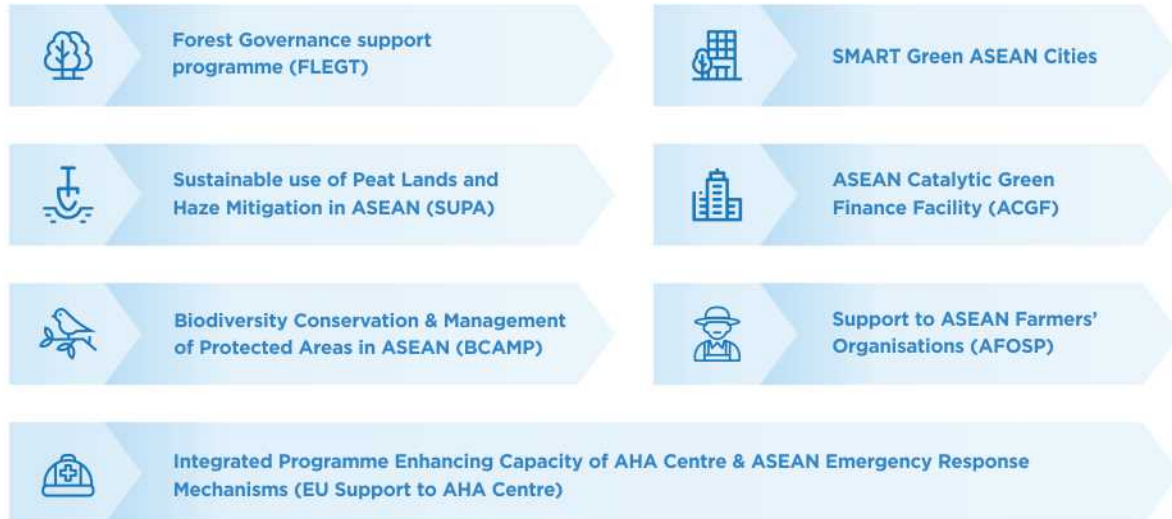 Forest Governance support
programme (FLEGT)
SMART Green ASEAN Cities
Sustainable use of Peat Lands and
Haze Mitigation in ASEAN (SUPA)
ASEAN Catalytic Green
Finance Facility (ACGF)
Biodiversity Conservation & Management
of Protected Areas in ASEAN (BCAMP)
Support to ASEAN Farmers’
Organisations (AFOSP)
Integrated Programme Enhancing Capacity of AHA Centre & ASEAN Emergency Response
Mechanisms (EU Support to AHA Centre)